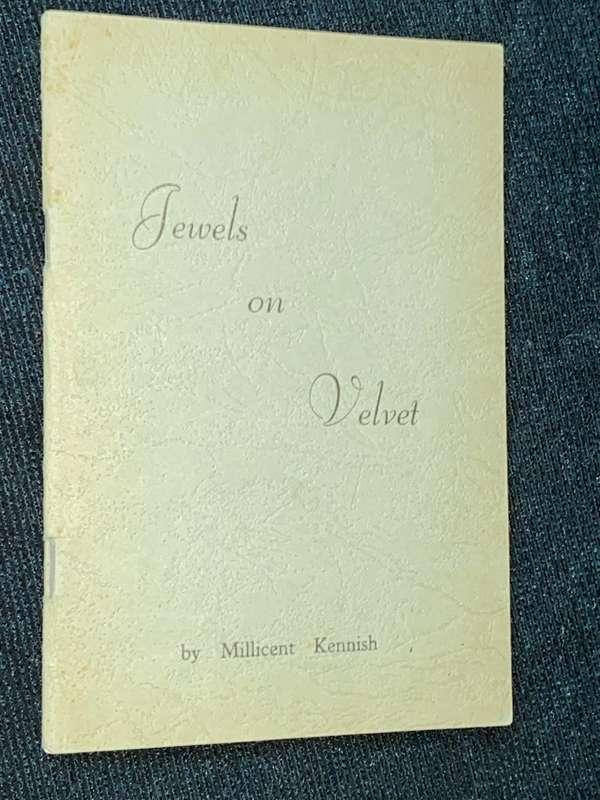 Jewels
on
Velvet
by Millicent Kennish